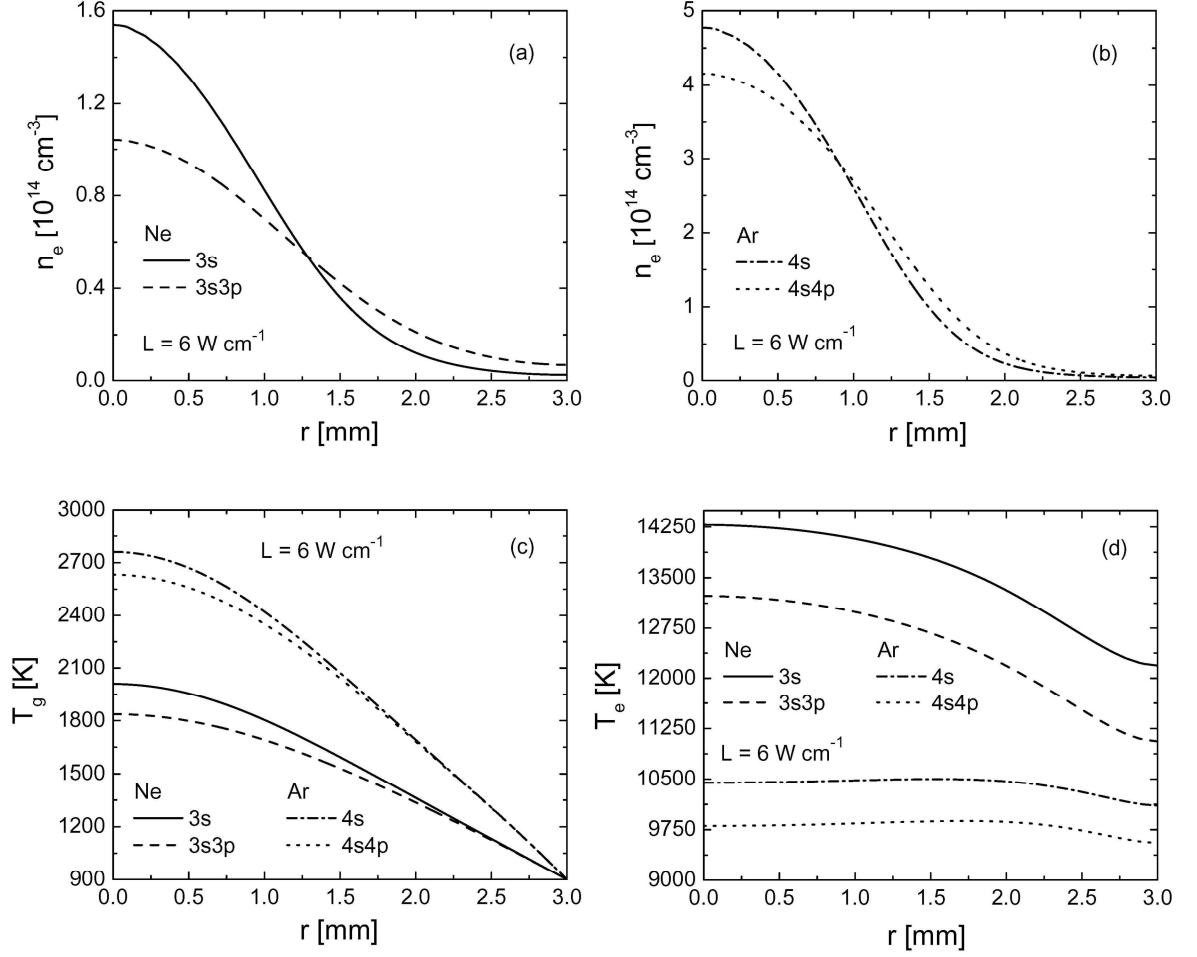 (a)
1.6
1.2
0.8
0.4
0.0
n_e [10^14 cm^-3]
Ne
3s
3s3p
L = 6 W cm^-1
0.0 0.5 1.0 1.5 2.0 2.5 3.0
r [mm]
(b)
5
4
3
2
1
0
n_e [10^14 cm^-3]
Ar
4s
4s4p
L = 6 W cm^-1
0.0 0.5 1.0 1.5 2.0 2.5 3.0
r [mm]
L = 6 W cm^-1
(c)
3000
2700
2400
2100
1800
1500
1200
900
T_g [K]
Ne Ar
3s 4s
3s3p 4s4p
0.0 0.5 1.0 1.5 2.0 2.5 3.0
r [mm]
(d)
14250
13500
12750
12000
11250
10500
9750
9000
T_e [K]
Ne Ar
3s 4s
3s3p 4s4p
L = 6 W cm^-1
0.0 0.5 1.0 1.5 2.0 2.5 3.0
r [mm]